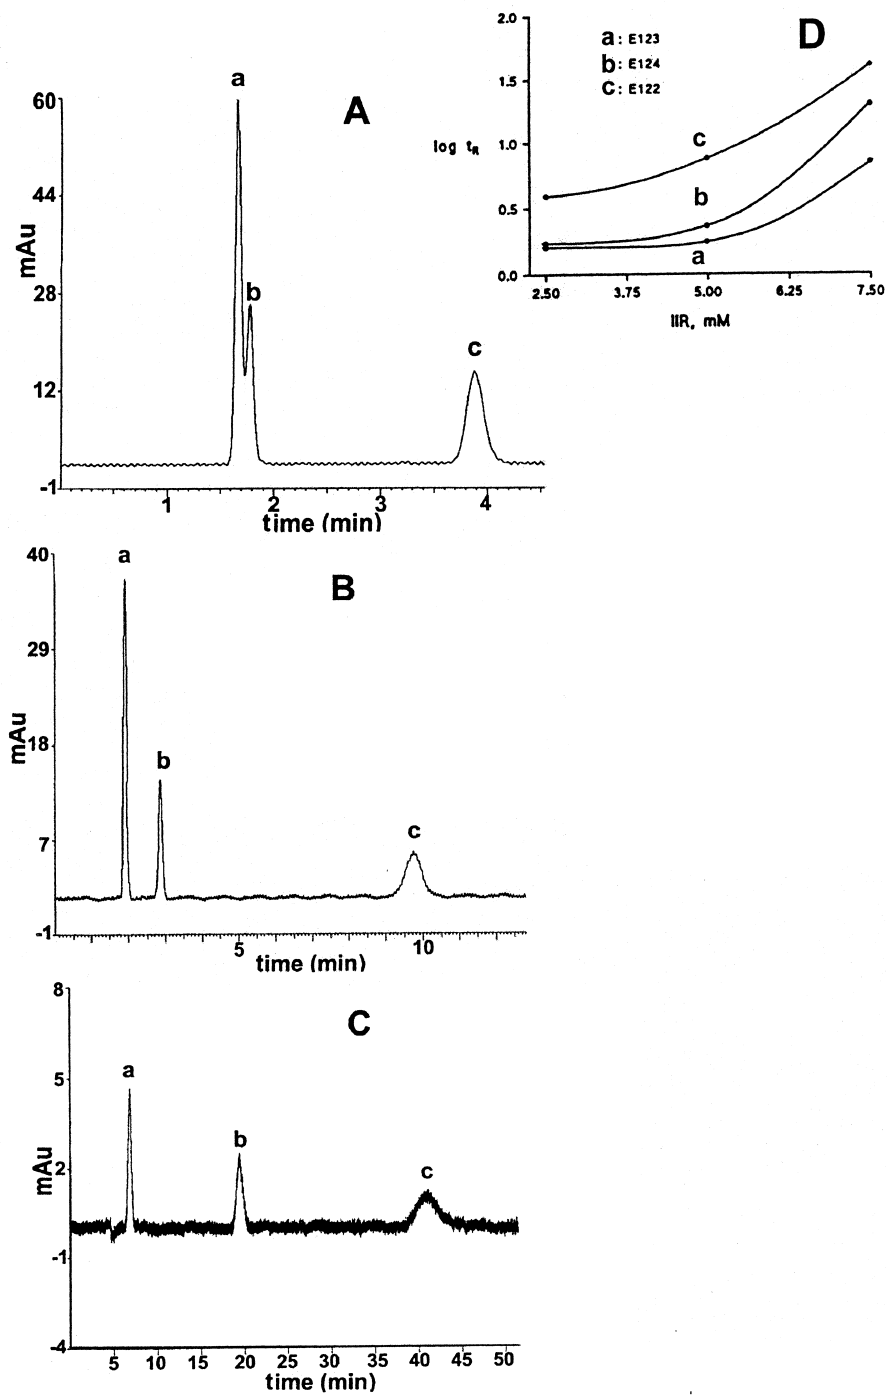 A
a
b
c
60
44
28
12
-1
mAu
1 2 3 4
time (min)
D
a: E123
b: E124
c: E122
2.0
1.5
1.0
0.5
0.0
log tR
c
b
a
2.50 3.75 5.00 6.25 7.50
IIR, mM
B
a
b
c
40
29
18
7
-1
mAu
5 10
time (min)
C
a
b
c
8
5
2
-1
-4
mAu
5 10 15 20 25 30 35 40 45 50
time (min)